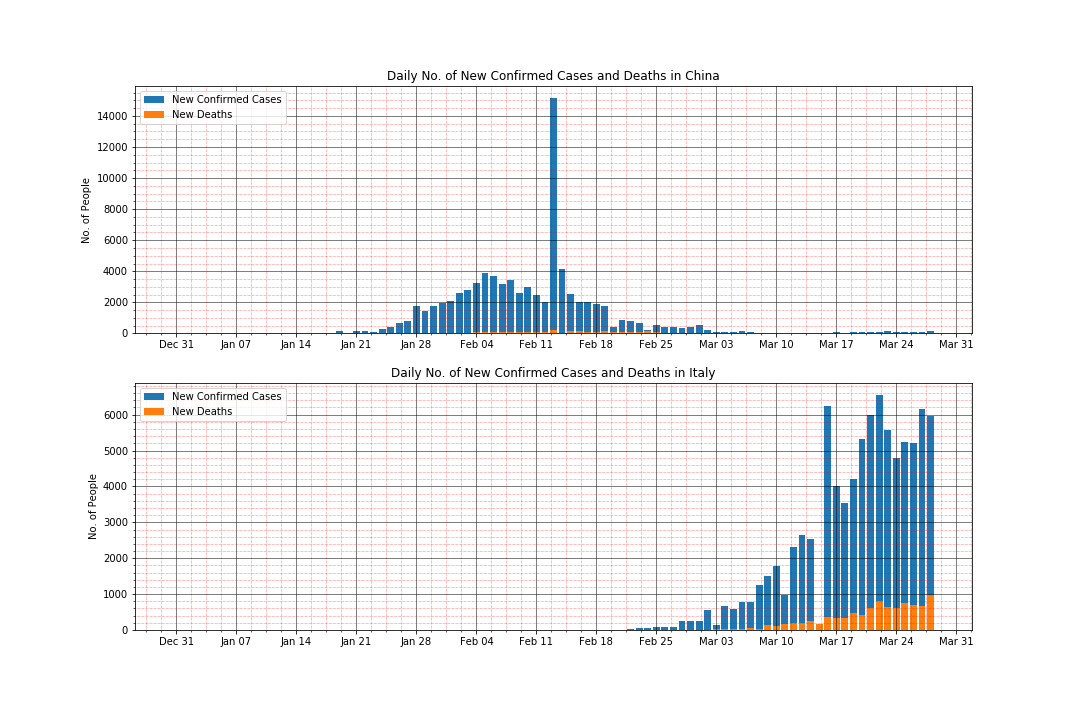 Daily No. of New Confirmed Cases and Deaths in China
New Confirmed Cases
New Deaths
No. of People
14000
12000
10000
8000
6000
4000
2000
0
Dec 31 Jan 07 Jan 14 Jan 21 Jan 28 Feb 04 Feb 11 Feb 18 Feb 25 Mar 03 Mar 10 Mar 17 Mar 24 Mar 31
Daily No. of New Confirmed Cases and Deaths in Italy
New Confirmed Cases
New Deaths
No. of People
6000
5000
4000
3000
2000
1000
0
Dec 31 Jan 07 Jan 14 Jan 21 Jan 28 Feb 04 Feb 11 Feb 18 Feb 25 Mar 03 Mar 10 Mar 17 Mar 24 Mar 31